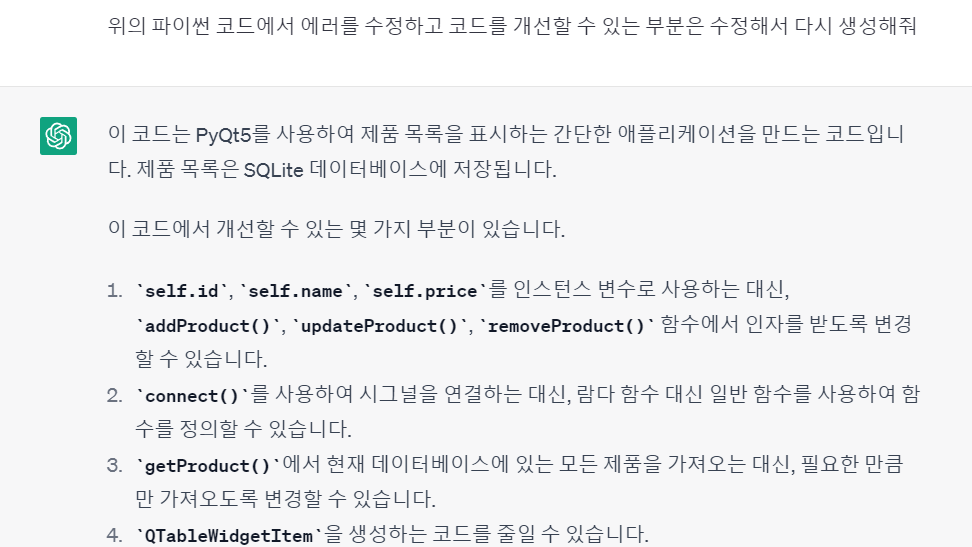 위의 파이썬 코드에서 에러를 수정하고 코드를 개선할 수 있는 부분은 수정해서 다시 생성해줘
이 코드는 PyQt5를 사용하여 제품 목록을 표시하는 간단한 애플리케이션을 만드는 코드입니
다. 제품 목록은 SQLite 데이터베이스에 저장됩니다.
이 코드에서 개선할 수 있는 몇 가지 부분이 있습니다.
1. `self.id`, `self.name`, `self.price`를 인스턴스 변수로 사용하는 대신,
`addProduct()`, `updateProduct()`, `removeProduct()` 함수에서 인자를 받도록 변경
할 수 있습니다.
2. `connect()`를 사용하여 시그널을 연결하는 대신, 람다 함수 대신 일반 함수를 사용하여 함
수를 정의할 수 있습니다.
3. `getProduct()`에서 현재 데이터베이스에 있는 모든 제품을 가져오는 대신, 필요한 만큼
만 가져오도록 변경할 수 있습니다.
4. `QTableWidgetItem`을 생성하는 코드를 줄일 수 있습니다.